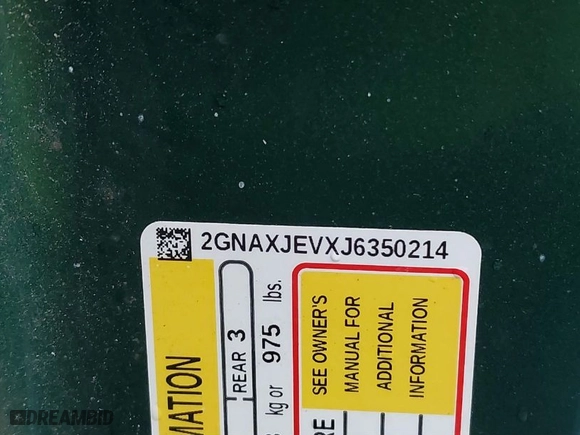 2GNAXJEVXJ6350214
MATION
REAR 3
kg or 975 lbs.
SEE OWNER'S
MANUAL FOR
ADDITIONAL
INFORMATION
DREAMBID